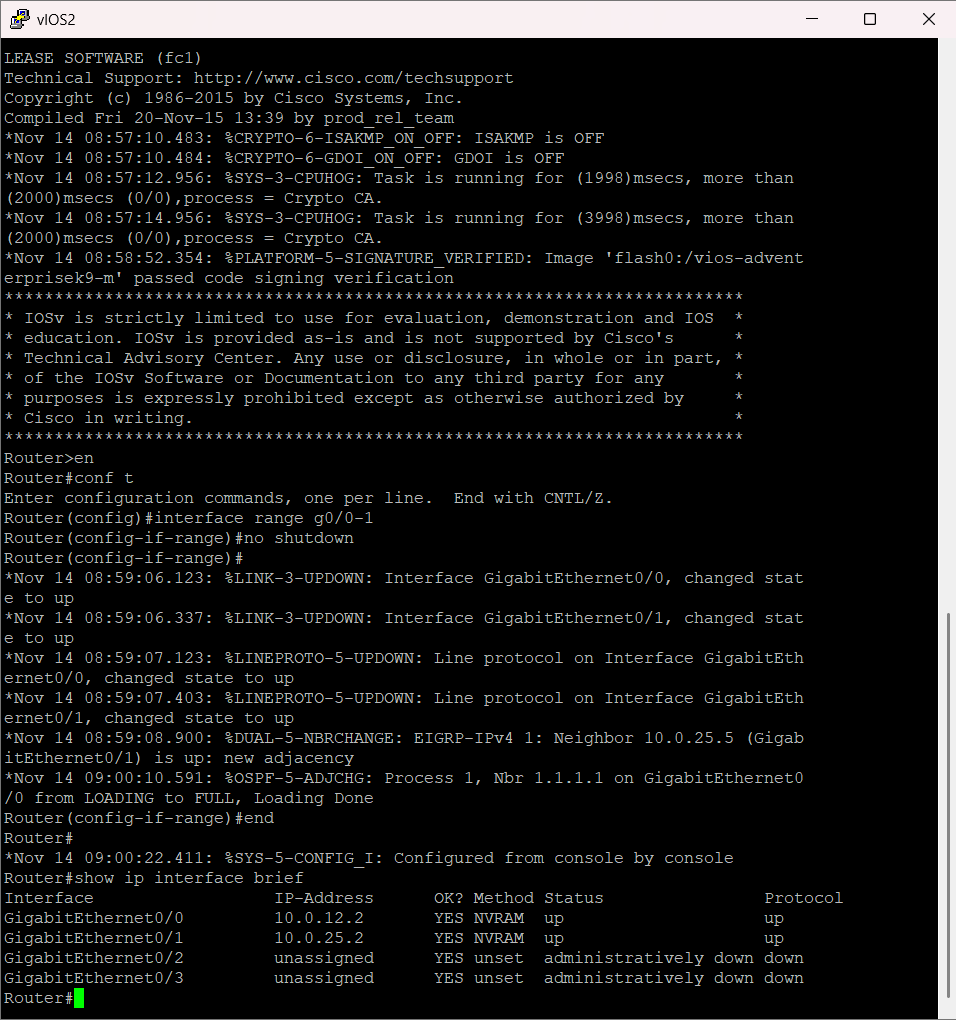 vIOS2
LEASE SOFTWARE (fc1)
Technical Support: http://www.cisco.com/techsupport
Copyright (c) 1986-2015 by Cisco Systems, Inc.
Compiled Fri 20-Nov-15 13:39 by prod_rel_team
*Nov 14 08:57:10.483: %CRYPTO-6-ISAKMP_ON_OFF: ISAKMP is OFF
*Nov 14 08:57:10.484: %CRYPTO-6-GDOI_ON_OFF: GDOI is OFF
*Nov 14 08:57:12.956: %SYS-3-CPUHOG: Task is running for (1998)msecs, more than
(2000)msecs (0/0),process = Crypto CA.
*Nov 14 08:57:14.956: %SYS-3-CPUHOG: Task is running for (3998)msecs, more than
(2000)msecs (0/0),process = Crypto CA.
*Nov 14 08:58:52.354: %PLATFORM-5-SIGNATURE_VERIFIED: Image 'flash0:/vios-advent
erprisek9-m' passed code signing verification
**************************************************************************
* IOSv is strictly limited to use for evaluation, demonstration and IOS  *
* education. IOSv is provided as-is and is not supported by Cisco's      *
* Technical Advisory Center. Any use or disclosure, in whole or in part, *
* of the IOSv Software or Documentation to any third party for any       *
* purposes is expressly prohibited except as otherwise authorized by     *
* Cisco in writing.                                                      *
**************************************************************************
Router>en
Router#conf t
Enter configuration commands, one per line.  End with CNTL/Z.
Router(config)#interface range g0/0-1
Router(config-if-range)#no shutdown
Router(config-if-range)#
*Nov 14 08:59:06.123: %LINK-3-UPDOWN: Interface GigabitEthernet0/0, changed stat
e to up
*Nov 14 08:59:06.337: %LINK-3-UPDOWN: Interface GigabitEthernet0/1, changed stat
e to up
*Nov 14 08:59:07.123: %LINEPROTO-5-UPDOWN: Line protocol on Interface GigabitEth
ernet0/0, changed state to up
*Nov 14 08:59:07.403: %LINEPROTO-5-UPDOWN: Line protocol on Interface GigabitEth
ernet0/1, changed state to up
*Nov 14 08:59:08.900: %DUAL-5-NBRCHANGE: EIGRP-IPv4 1: Neighbor 10.0.25.5 (Gigab
itEthernet0/1) is up: new adjacency
*Nov 14 09:00:10.591: %OSPF-5-ADJCHG: Process 1, Nbr 1.1.1.1 on GigabitEthernet0
/0 from LOADING to FULL, Loading Done
Router(config-if-range)#end
Router#
*Nov 14 09:00:22.411: %SYS-5-CONFIG_I: Configured from console by console
Router#show ip interface brief
Interface                  IP-Address      OK? Method Status                Protocol
GigabitEthernet0/0         10.0.12.2       YES NVRAM  up                    up
GigabitEthernet0/1         10.0.25.2       YES NVRAM  up                    up
GigabitEthernet0/2         unassigned      YES unset  administratively down down
GigabitEthernet0/3         unassigned      YES unset  administratively down down
Router#